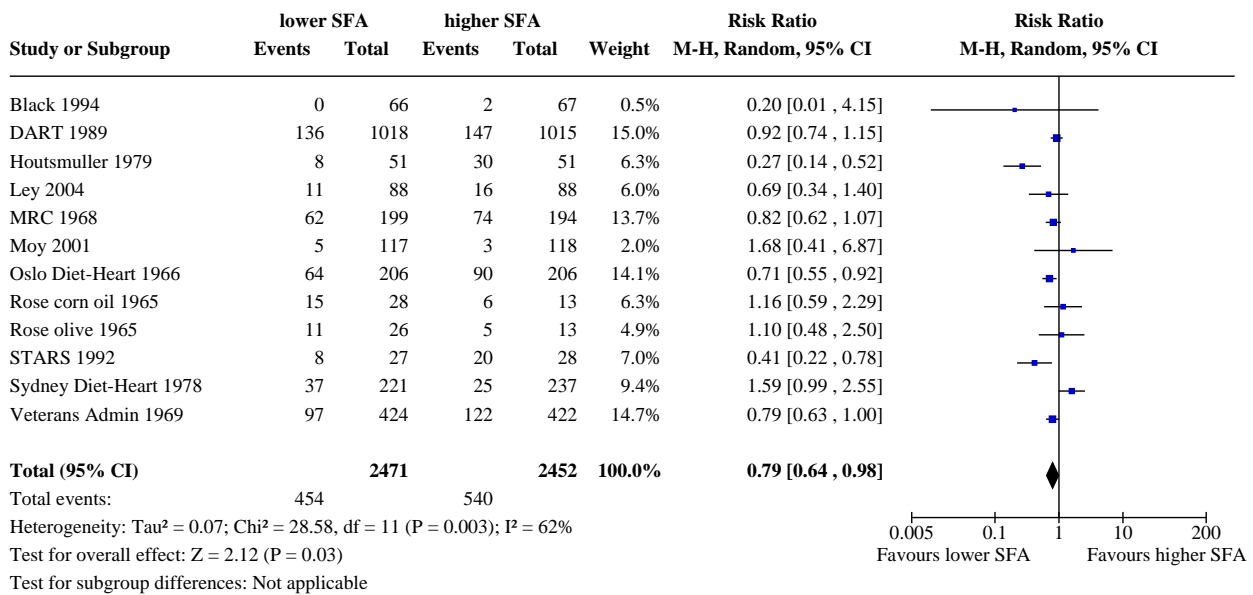 lower SFA higher SFA Risk Ratio Risk Ratio
Study or Subgroup Events Total Events Total Weight M-H, Random, 95% CI M-H, Random, 95% CI
Black 1994 0 66 2 67 0.5% 0.20 [0.01 , 4.15]
DART 1989 136 1018 147 1015 15.0% 0.92 [0.74 , 1.15]
Houtsmuller 1979 8 51 30 51 6.3% 0.27 [0.14 , 0.52]
Ley 2004 11 88 16 88 6.0% 0.69 [0.34 , 1.40]
MRC 1968 62 199 74 194 13.7% 0.82 [0.62 , 1.07]
Moy 2001 5 117 3 118 2.0% 1.68 [0.41 , 6.87]
Oslo Diet-Heart 1966 64 206 90 206 14.1% 0.71 [0.55 , 0.92]
Rose corn oil 1965 15 28 6 13 6.3% 1.16 [0.59 , 2.29]
Rose olive 1965 11 26 5 13 4.9% 1.10 [0.48 , 2.50]
STARS 1992 8 27 20 28 7.0% 0.41 [0.22 , 0.78]
Sydney Diet-Heart 1978 37 221 25 237 9.4% 1.59 [0.99 , 2.55]
Veterans Admin 1969 97 424 122 422 14.7% 0.79 [0.63 , 1.00]
Total (95% CI) 2471 2452 100.0% 0.79 [0.64 , 0.98]
Total events: 454 540
Heterogeneity: Tau² = 0.07; Chi² = 28.58, df = 11 (P = 0.003); I² = 62%
0.005 0.1 1 10 200
Test for overall effect: Z = 2.12 (P = 0.03)
Favours lower SFA Favours higher SFA
Test for subgroup differences: Not applicable